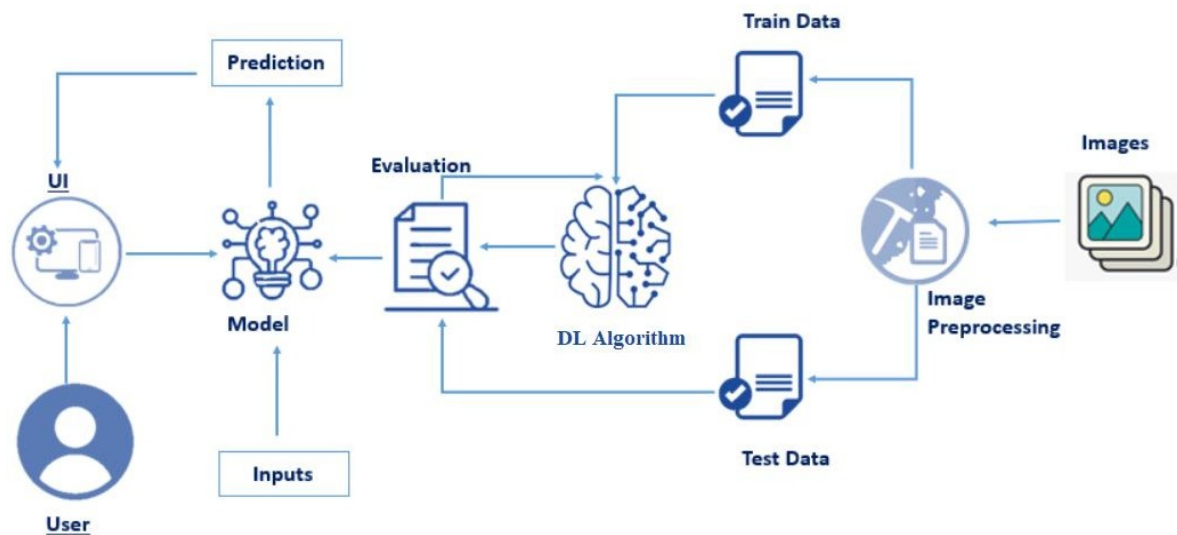 Train Data
Prediction
Images
Evaluation
UI
Model
DL Algorithm
Image
Preprocessing
Inputs
Test Data
User